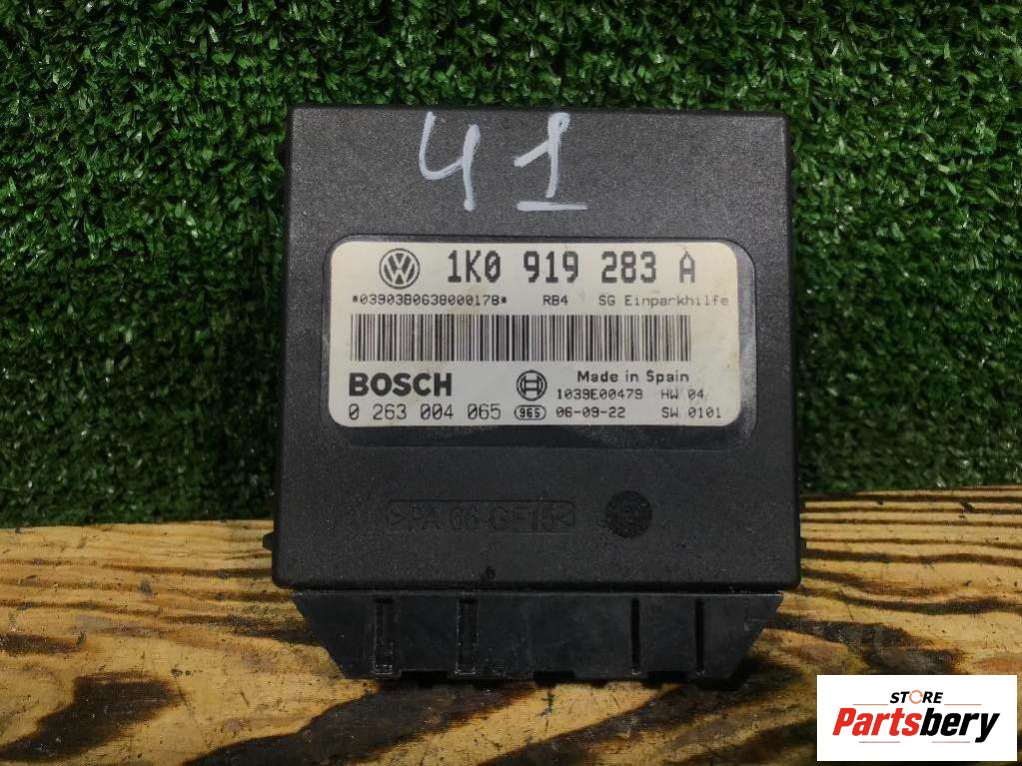 41
1K0 919 283 A
*03903B0638000178* RB4 SG Einparkhilfe
BOSCH Made in Spain
1039E00479 HW 04
0 263 004 065 965 06-09-22 SW 0101
>PA 66-GF15<
STORE
Partsbery